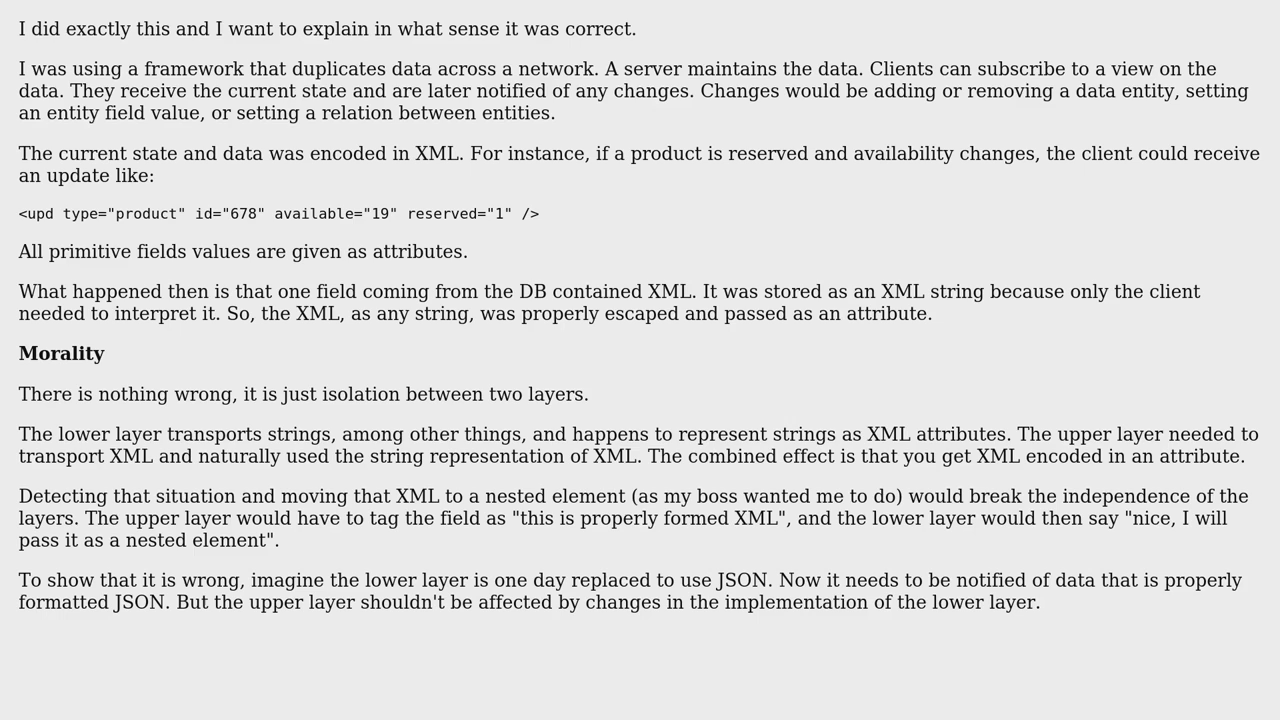 I did exactly this and I want to explain in what sense it was correct.
I was using a framework that duplicates data across a network. A server maintains the data. Clients can subscribe to a view on the
data. They receive the current state and are later notified of any changes. Changes would be adding or removing a data entity, setting
an entity field value, or setting a relation between entities.
The current state and data was encoded in XML. For instance, if a product is reserved and availability changes, the client could receive
an update like:
<upd type="product" id="678" available="19" reserved="1" />
All primitive fields values are given as attributes.
What happened then is that one field coming from the DB contained XML. It was stored as an XML string because only the client
needed to interpret it. So, the XML, as any string, was properly escaped and passed as an attribute.
Morality
There is nothing wrong, it is just isolation between two layers.
The lower layer transports strings, among other things, and happens to represent strings as XML attributes. The upper layer needed to
transport XML and naturally used the string representation of XML. The combined effect is that you get XML encoded in an attribute.
Detecting that situation and moving that XML to a nested element (as my boss wanted me to do) would break the independence of the
layers. The upper layer would have to tag the field as "this is properly formed XML", and the lower layer would then say "nice, I will
pass it as a nested element".
To show that it is wrong, imagine the lower layer is one day replaced to use JSON. Now it needs to be notified of data that is properly
formatted JSON. But the upper layer shouldn't be affected by changes in the implementation of the lower layer.